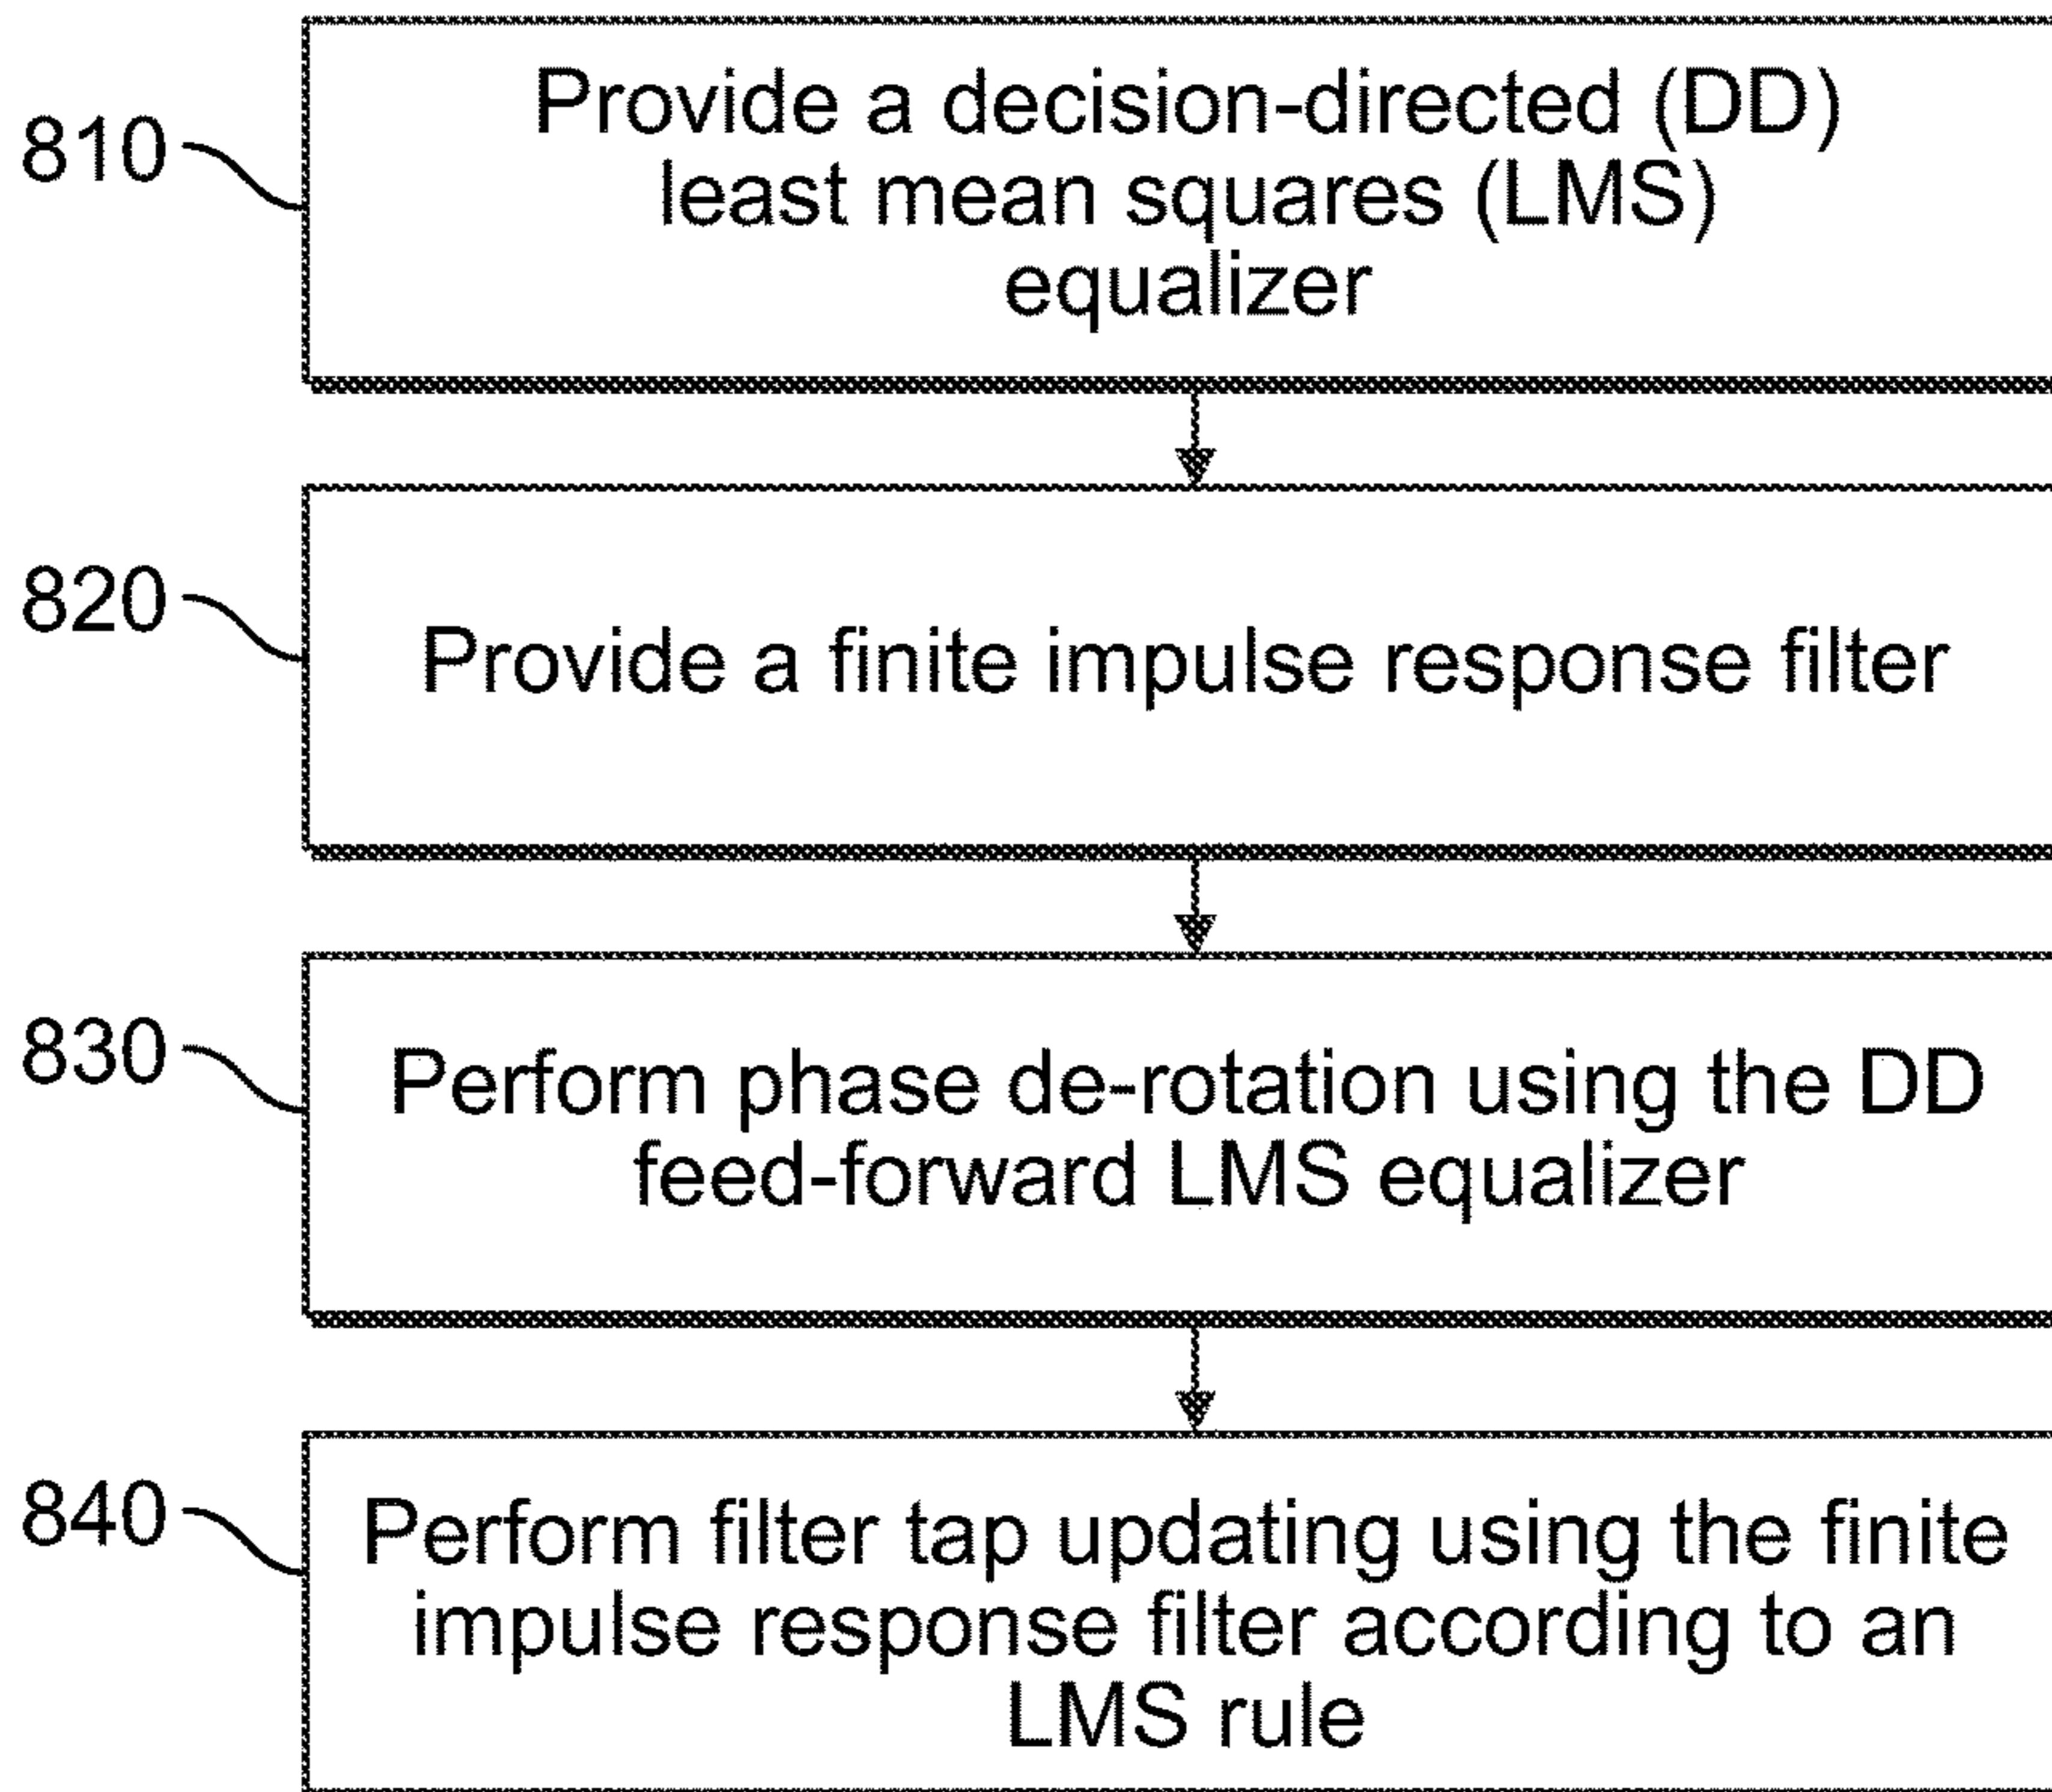 810
Provide a decision-directed (DD)
least mean squares (LMS)
equalizer
820
Provide a finite impulse response filter
830
Perform phase de-rotation using the DD
feed-forward LMS equalizer
840
Perform filter tap updating using the finite
impulse response filter according to an
LMS rule